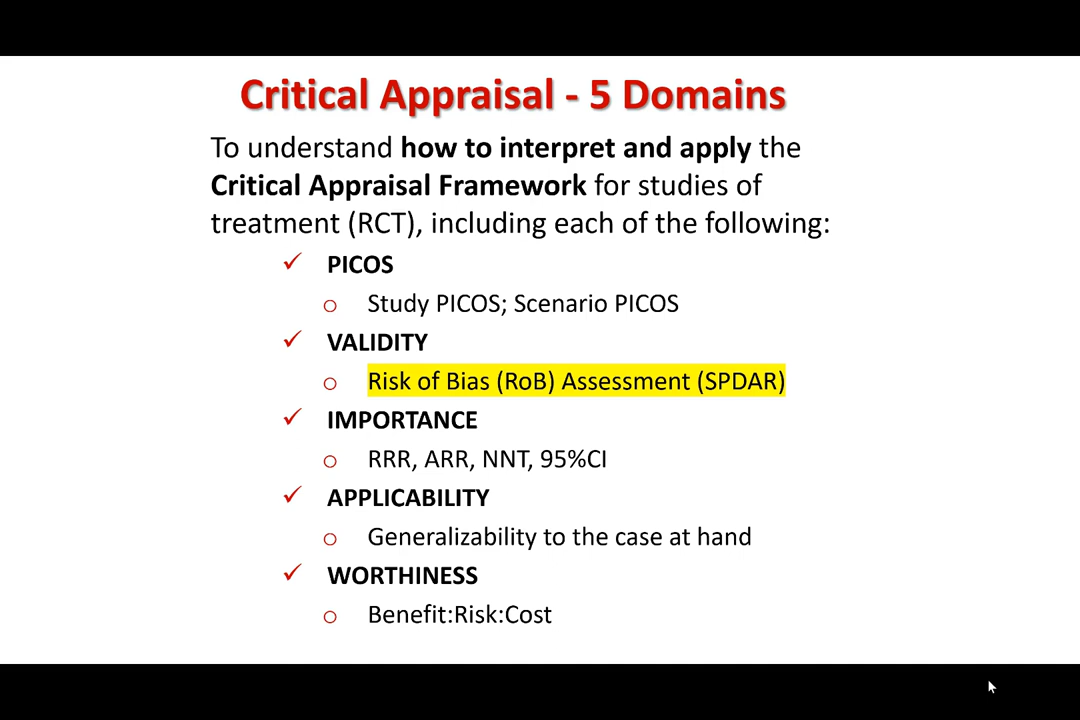 Critical Appraisal - 5 Domains
To understand how to interpret and apply the
Critical Appraisal Framework for studies of
treatment (RCT), including each of the following:
✓ PICOS
o Study PICOS; Scenario PICOS
✓ VALIDITY
o Risk of Bias (RoB) Assessment (SPDAR)
✓ IMPORTANCE
o RRR, ARR, NNT, 95%CI
✓ APPLICABILITY
o Generalizability to the case at hand
✓ WORTHINESS
o Benefit:Risk:Cost